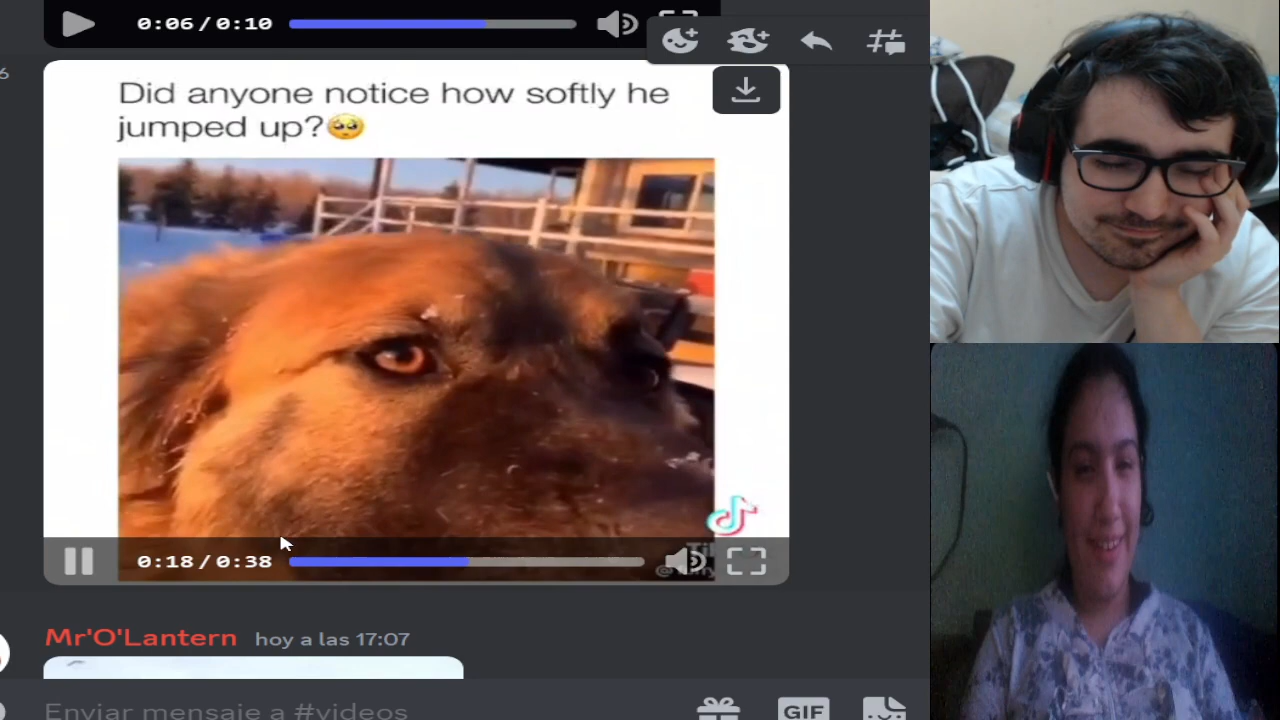 0:06/0:10
6
Did anyone notice how softly he
jumped up?🥺
0:18/0:38
Mr'O'Lantern hoy a las 17:07
Enviar mensaje a #videos
GIF